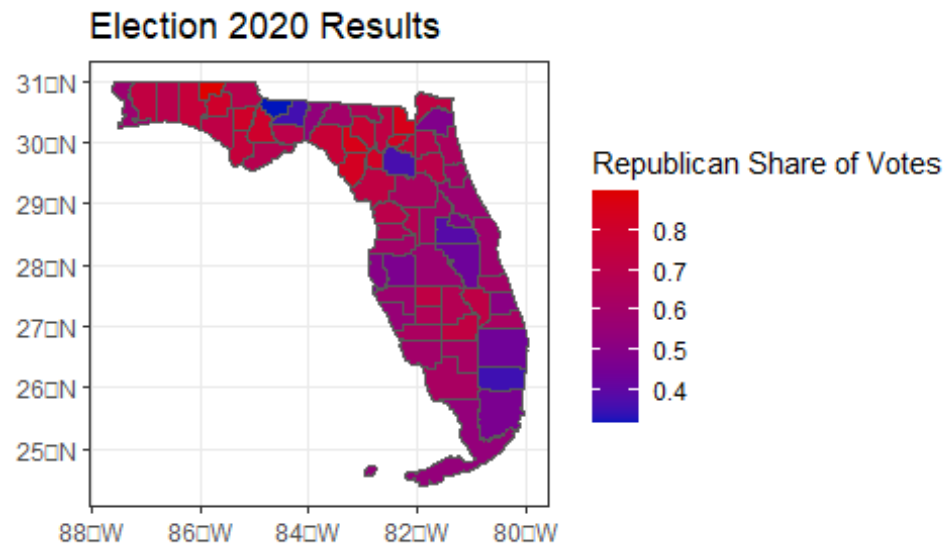 Election 2020 Results
31□N
30□N
29□N
28□N
27□N
26□N
25□N
88□W
86□W
84□W
82□W
80□W
Republican Share of Votes
0.8
0.7
0.6
0.5
0.4